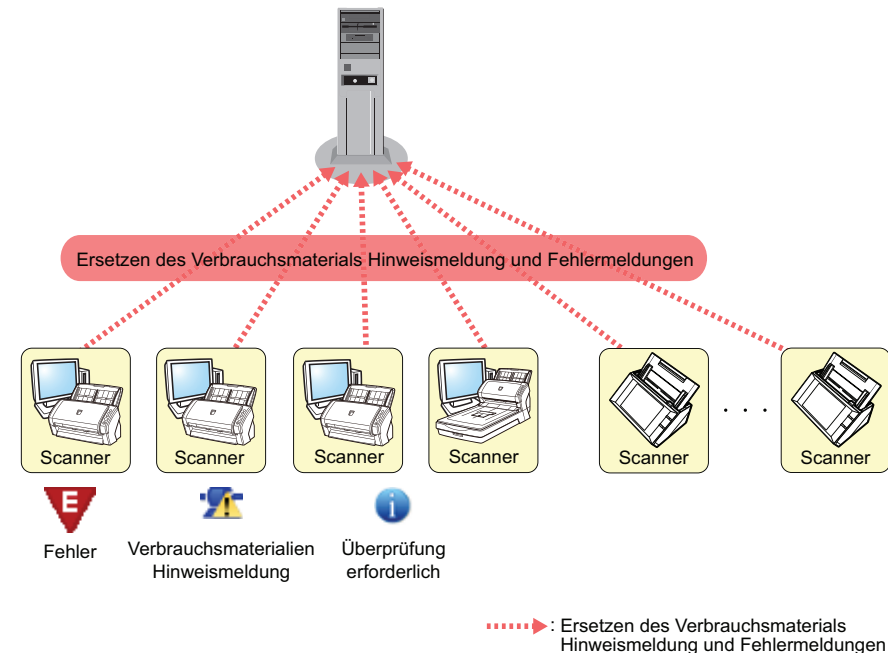 Ersetzen des Verbrauchsmaterials Hinweismeldung und Fehlermeldungen
Scanner
Scanner
Scanner
Scanner
Scanner
. . .
Scanner
E
Fehler
Verbrauchsmaterialien
Hinweismeldung
i
Überprüfung
erforderlich
: Ersetzen des Verbrauchsmaterials
Hinweismeldung und Fehlermeldungen